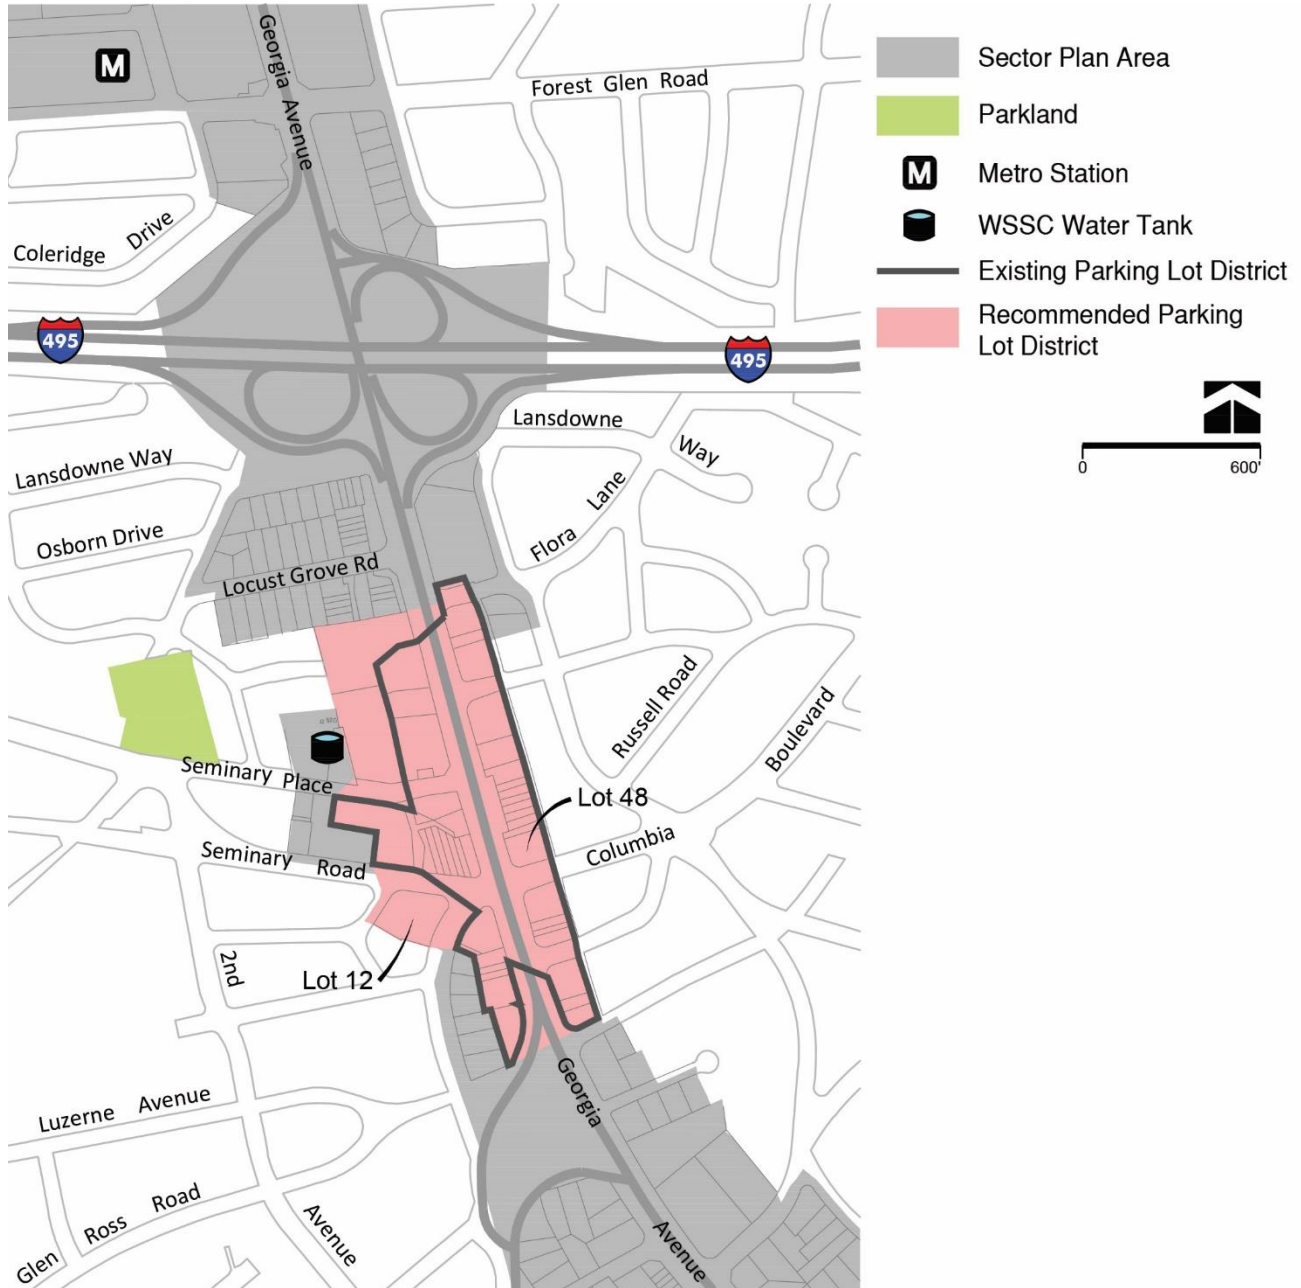 Georgia Avenue
M
Forest Glen Road
Coleridge Drive
495
495
Lansdowne Way
Lansdowne Way
Osborn Drive
Flora Lane
Locust Grove Rd
Russell Road
Boulevard
Seminary Place
Lot 48
Columbia
Seminary Road
2nd
Lot 12
Georgia
Luzerne Avenue
Ross Road
Avenue
Avenue
Glen
Sector Plan Area
Parkland
M
Metro Station
WSSC Water Tank
Existing Parking Lot District
Recommended Parking
Lot District
0 600'